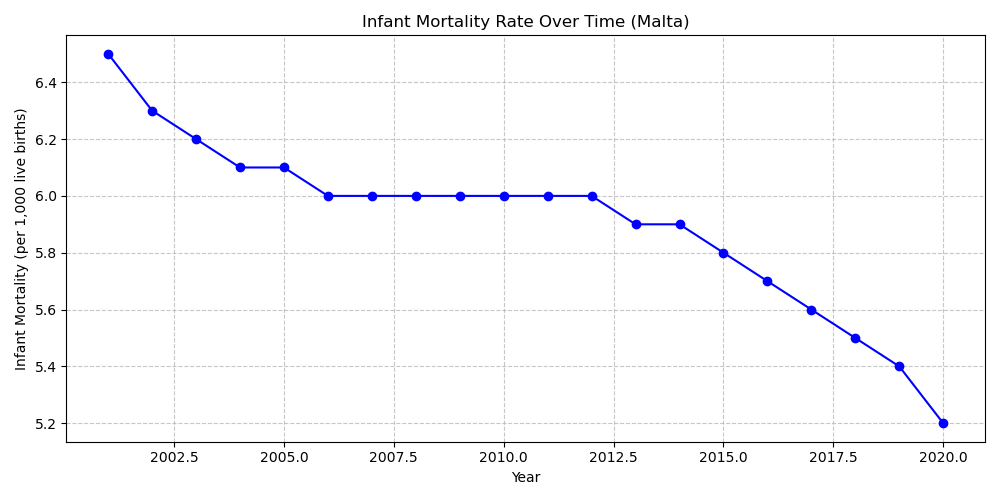 Infant Mortality Rate Over Time (Malta)
Infant Mortality (per 1,000 live births)
6.4
6.2
6.0
5.8
5.6
5.4
5.2
2002.5 2005.0 2007.5 2010.0 2012.5 2015.0 2017.5 2020.0
Year